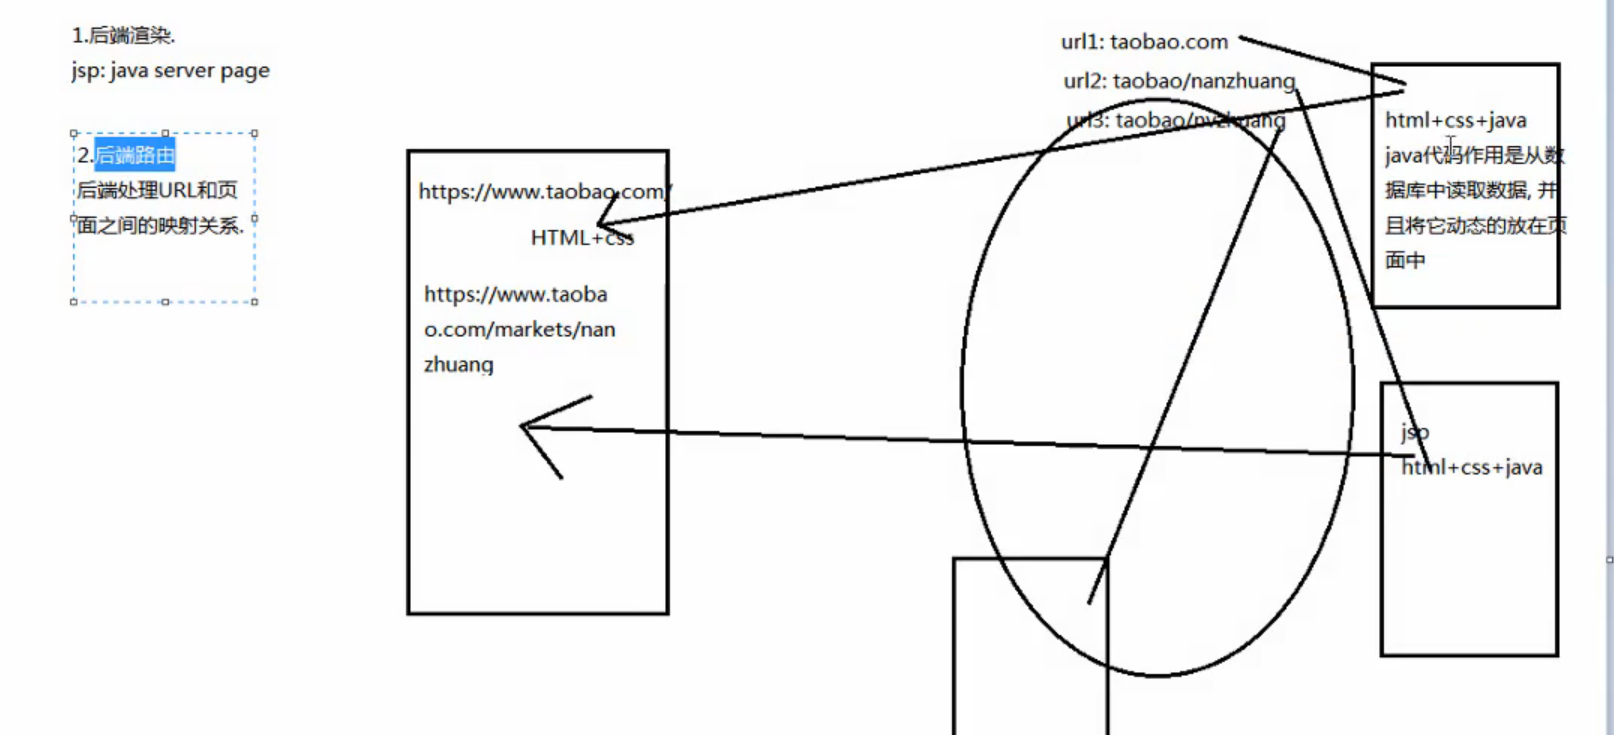 1.后端渲染.
jsp: java server page
2.后端路由
后端处理URL和页
面之间的映射关系.
https://www.taobao.com/
HTML+css
https://www.taoba
o.com/markets/nan
zhuang
url1: taobao.com
url2: taobao/nanzhuang
url3: taobao/nvzhuang
html+css+java
java代码作用是从数
据库中读取数据, 并
且将它动态的放在页
面中
jsp
html+css+java